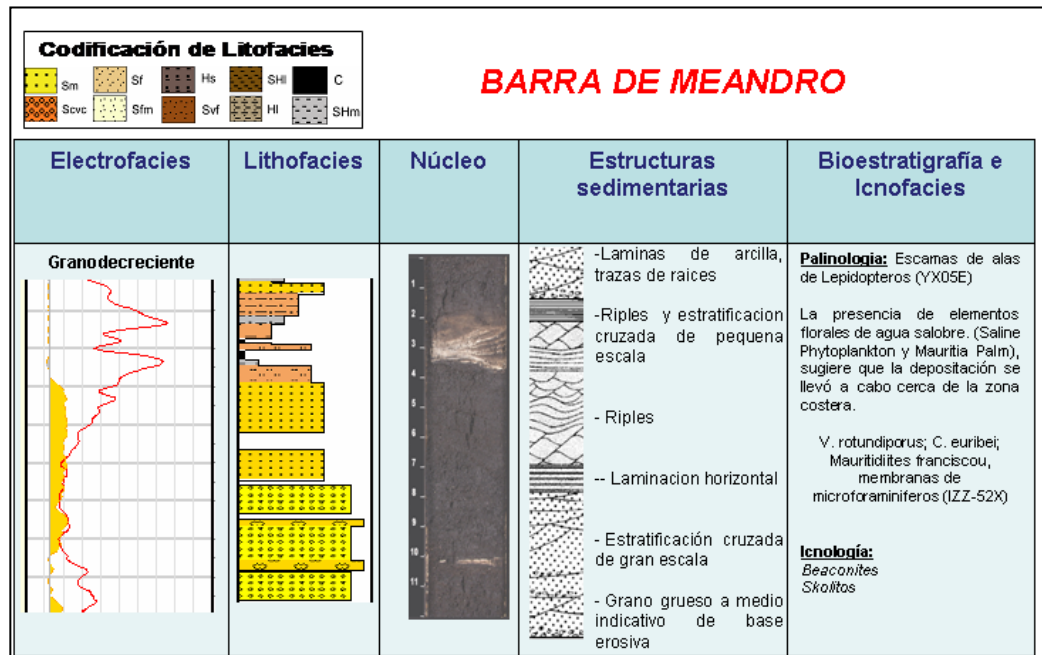 Codificación de Litofacies
Sm Sf Hs SHl C
Scvc Sfm Svf Hl SHm
BARRA DE MEANDRO
Electrofacies
Lithofacies
Núcleo
Estructuras
sedimentarias
Bioestratigrafía e
Icnofacies
Granodecreciente
1
2
3
4
5
6
7
8
9
10
11
-Laminas de arcilla,
trazas de raices
-Riples y estratificacion
cruzada de pequena
escala
- Riples
-- Laminacion horizontal
- Estratificación cruzada
de gran escala
- Grano grueso a medio
indicativo de base
erosiva
Palinologia: Escamas de alas
de Lepidopteros (YX05E)
La presencia de elementos
florales de agua salobre. (Saline
Phytoplankton y Mauritia Palm),
sugiere que la depositación se
llevó a cabo cerca de la zona
costera.
V. rotundiporus; C. euribei;
Mauritidiites franciscou,
membranas de
microforaminiferos (IZZ-52X)
Icnología:
Beaconites
Skolitos